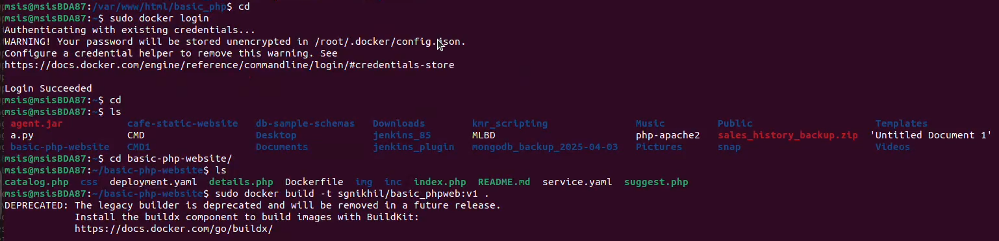 msis@msisBDA87:/var/www/html/basic_php$ cd
msis@msisBDA87:~$ sudo docker login
Authenticating with existing credentials...
WARNING! Your password will be stored unencrypted in /root/.docker/config.json.
Configure a credential helper to remove this warning. See
https://docs.docker.com/engine/reference/commandline/login/#credentials-store
Login Succeeded
msis@msisBDA87:~$ cd
msis@msisBDA87:~$ ls
agent.jar cafe-static-website db-sample-schemas Downloads kmr_scripting Music Public Templates
a.py CMD Desktop jenkins_85 MLBD php-apache2 sales_history_backup.zip 'Untitled Document 1'
basic-php-website CMD1 Documents jenkins_plugin mongodb_backup_2025-04-03 Pictures snap Videos
msis@msisBDA87:~$ cd basic-php-website/
msis@msisBDA87:~/basic-php-website$ ls
catalog.php css deployment.yaml details.php Dockerfile img inc index.php README.md service.yaml suggest.php
msis@msisBDA87:~/basic-php-website$ sudo docker build -t sgnikhil/basic_phpweb:v1 .
DEPRECATED: The legacy builder is deprecated and will be removed in a future release.
Install the buildx component to build images with BuildKit:
https://docs.docker.com/go/buildx/